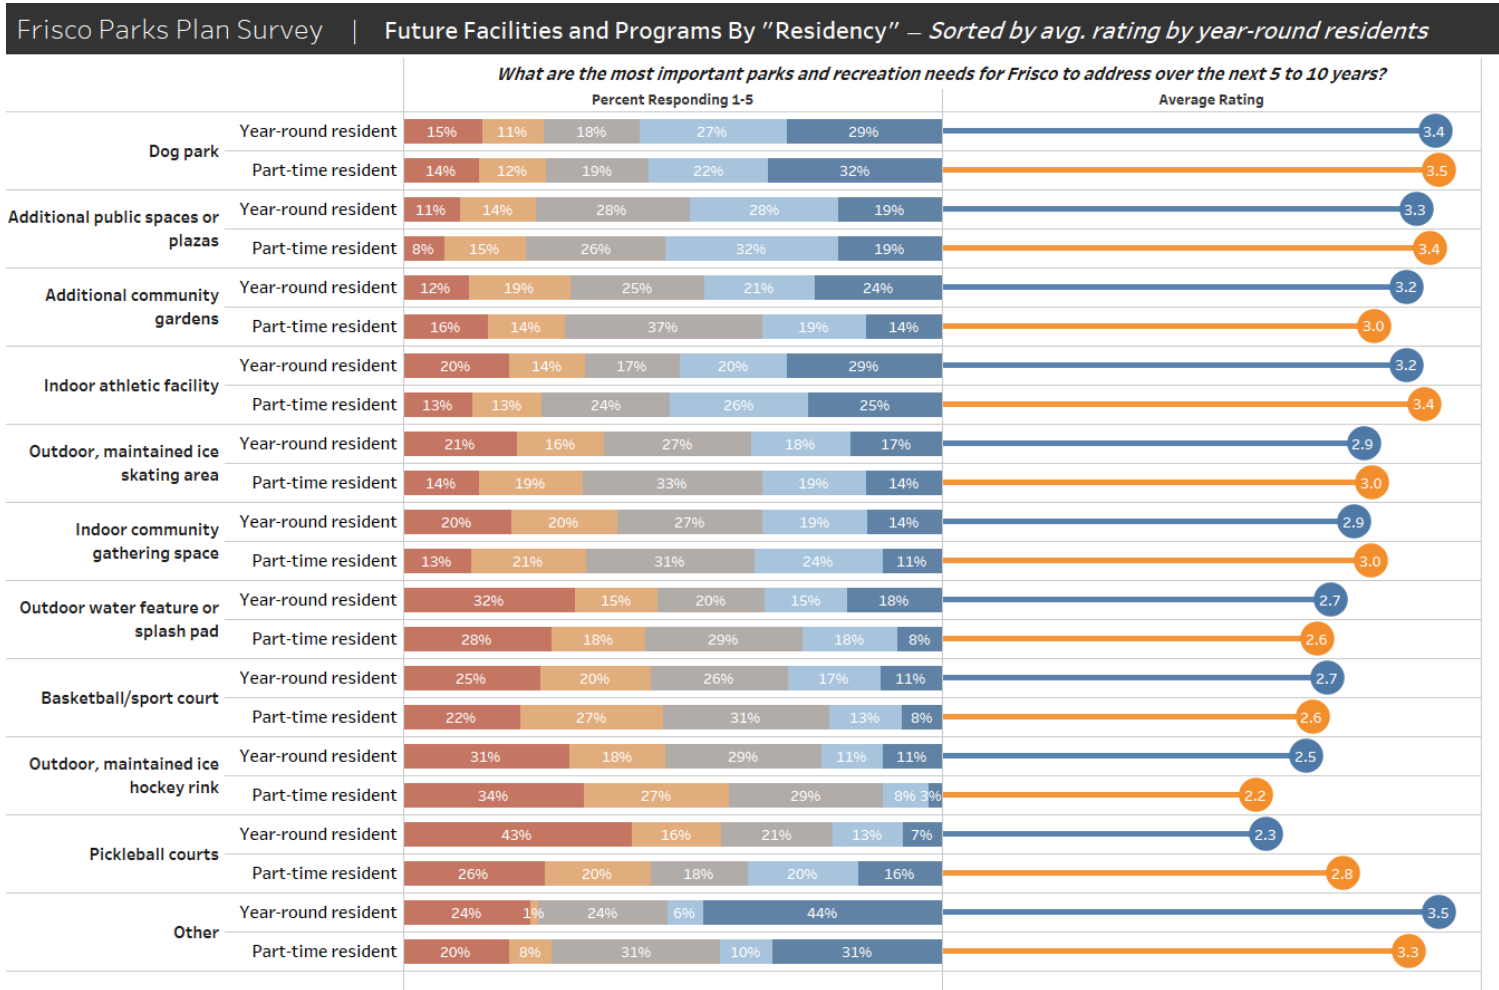 Frisco Parks Plan Survey | Future Facilities and Programs By "Residency" – Sorted by avg. rating by year-round residents
What are the most important parks and recreation needs for Frisco to address over the next 5 to 10 years?
Percent Responding 1-5 Average Rating
Dog park
Year-round resident 15% 11% 18% 27% 29% 3.4
Part-time resident 14% 12% 19% 22% 32% 3.5
Additional public spaces or
plazas
Year-round resident 11% 14% 28% 28% 19% 3.3
Part-time resident 8% 15% 26% 32% 19% 3.4
Additional community
gardens
Year-round resident 12% 19% 25% 21% 24% 3.2
Part-time resident 16% 14% 37% 19% 14% 3.0
Indoor athletic facility
Year-round resident 20% 14% 17% 20% 29% 3.2
Part-time resident 13% 13% 24% 26% 25% 3.4
Outdoor, maintained ice
skating area
Year-round resident 21% 16% 27% 18% 17% 2.9
Part-time resident 14% 19% 33% 19% 14% 3.0
Indoor community
gathering space
Year-round resident 20% 20% 27% 19% 14% 2.9
Part-time resident 13% 21% 31% 24% 11% 3.0
Outdoor water feature or
splash pad
Year-round resident 32% 15% 20% 15% 18% 2.7
Part-time resident 28% 18% 29% 18% 8% 2.6
Basketball/sport court
Year-round resident 25% 20% 26% 17% 11% 2.7
Part-time resident 22% 27% 31% 13% 8% 2.6
Outdoor, maintained ice
hockey rink
Year-round resident 31% 18% 29% 11% 11% 2.5
Part-time resident 34% 27% 29% 8% 3% 2.2
Pickleball courts
Year-round resident 43% 16% 21% 13% 7% 2.3
Part-time resident 26% 20% 18% 20% 16% 2.8
Other
Year-round resident 24% 1% 24% 6% 44% 3.5
Part-time resident 20% 8% 31% 10% 31% 3.3